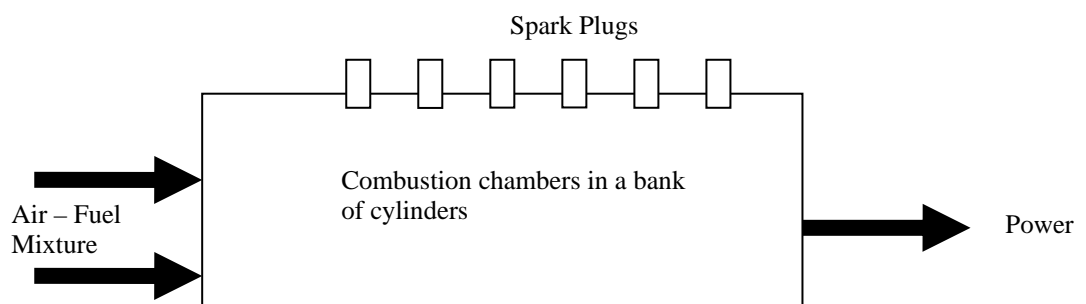 Spark Plugs
Combustion chambers in a bank
of cylinders
Air – Fuel
Mixture
Power